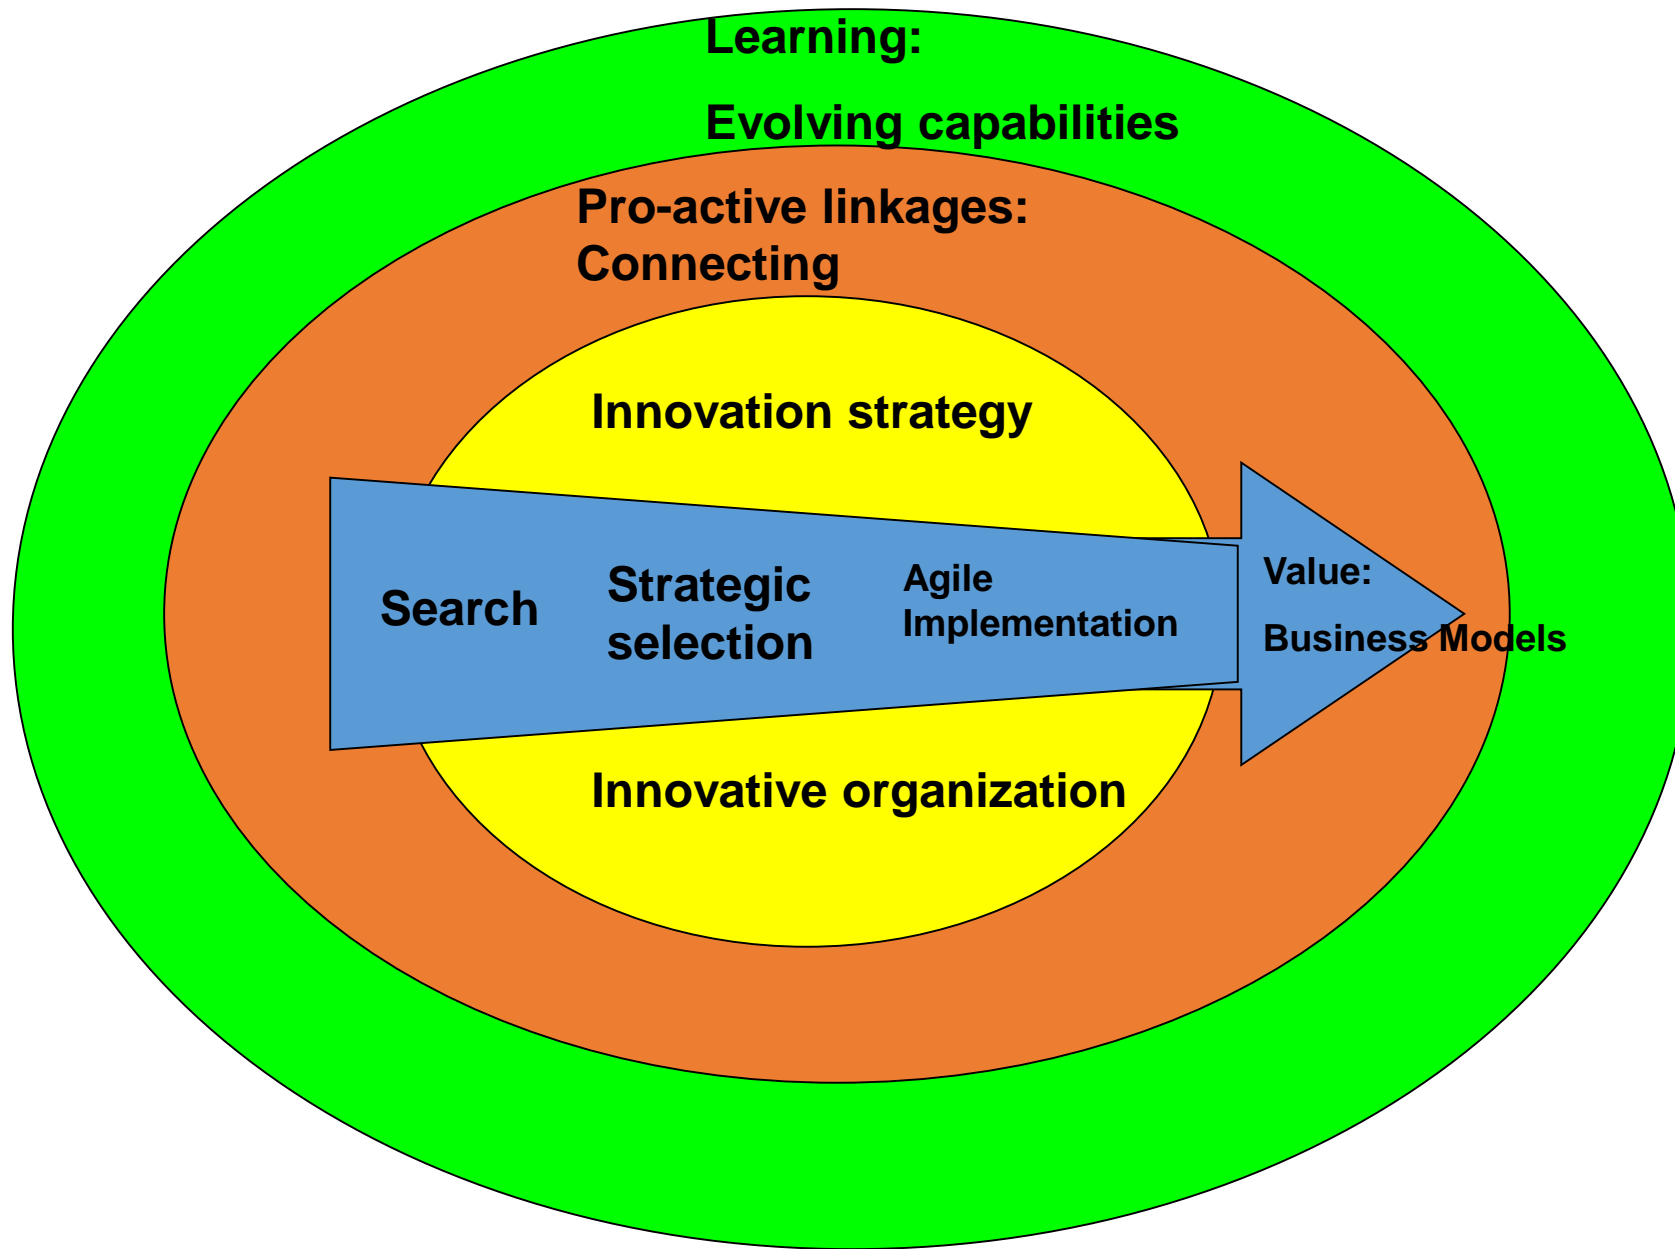 Learning:
Evolving capabilities
Pro-active linkages:
Connecting
Innovation strategy
Search
Strategic
selection
Agile
Implementation
Value:
Business Models
Innovative organization